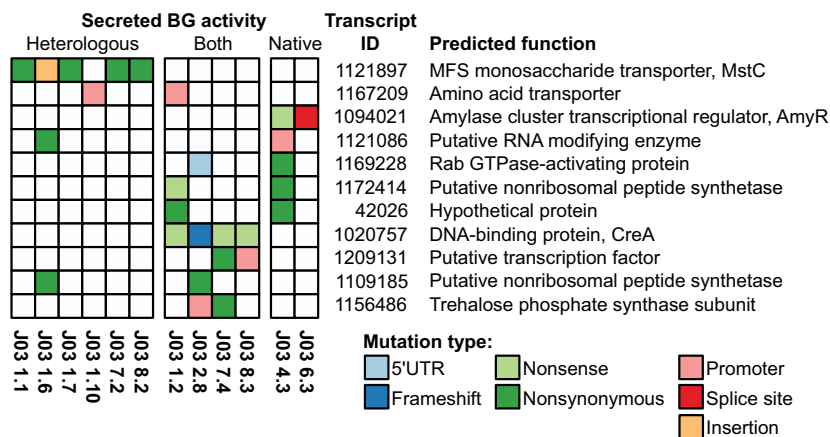 Secreted BG activity Transcript
Heterologous Both Native ID Predicted function
1121897 MFS monosaccharide transporter, MstC
1167209 Amino acid transporter
1094021 Amylase cluster transcriptional regulator, AmyR
1121086 Putative RNA modifying enzyme
1169228 Rab GTPase-activating protein
1172414 Putative nonribosomal peptide synthetase
42026 Hypothetical protein
1020757 DNA-binding protein, CreA
1209131 Putative transcription factor
1109185 Putative nonribosomal peptide synthetase
1156486 Trehalose phosphate synthase subunit
J03 1.1
J03 1.6
J03 1.7
J03 1.10
J03 7.2
J03 8.2
J03 1.2
J03 2.8
J03 7.4
J03 8.3
J03 4.3
J03 6.3
Mutation type:
5'UTR Nonsense Promoter
Frameshift Nonsynonymous Splice site
Insertion